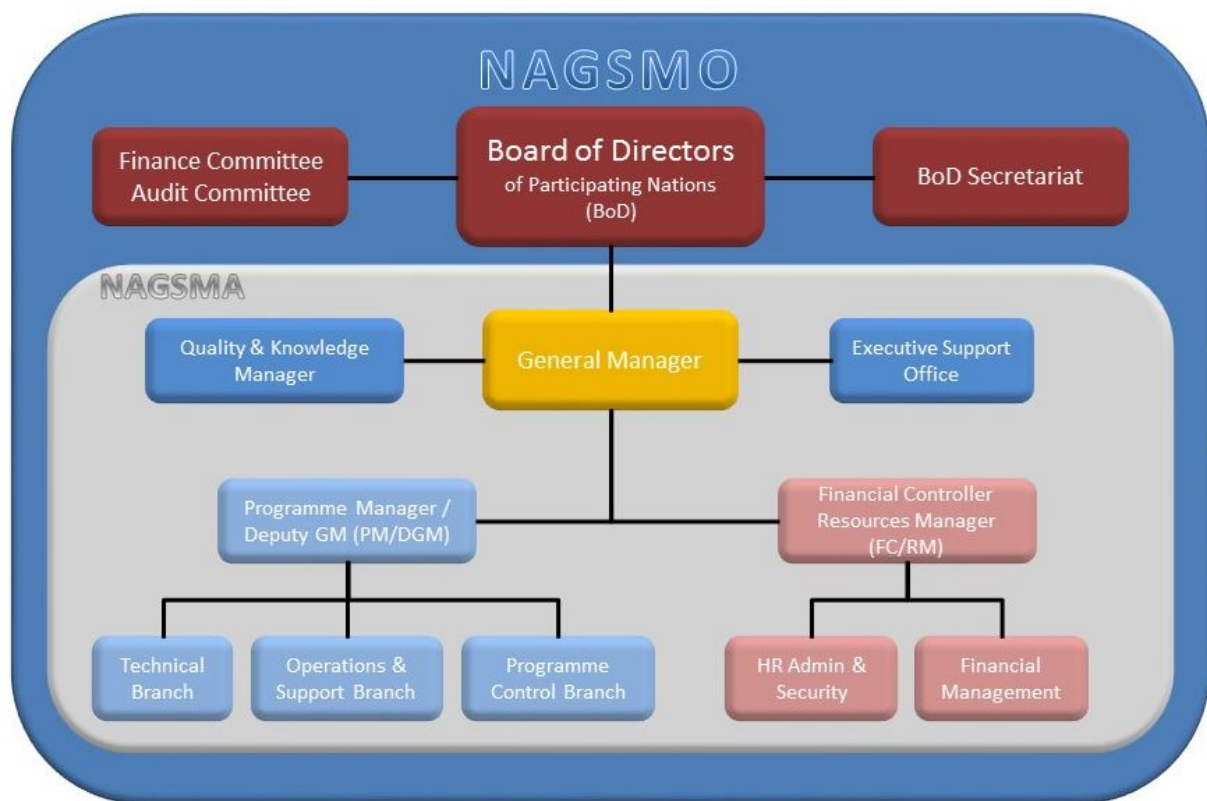 NAGSMO
Finance Committee
Audit Committee
Board of Directors
of Participating Nations
(BoD)
BoD Secretariat
NAGSMA
Quality & Knowledge
Manager
General Manager
Executive Support
Office
Programme Manager /
Deputy GM (PM/DGM)
Financial Controller
Resources Manager
(FC/RM)
Technical
Branch
Operations &
Support Branch
Programme
Control Branch
HR Admin &
Security
Financial
Management